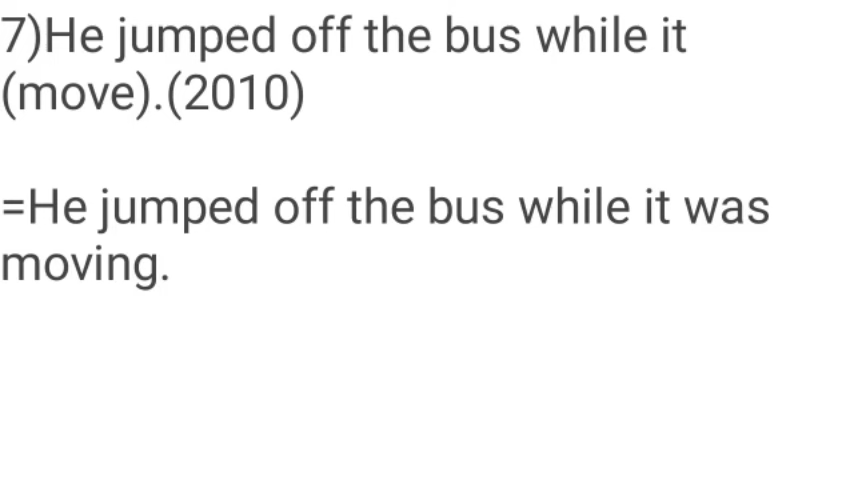 7)He jumped off the bus while it
(move).(2010)
=He jumped off the bus while it was
moving.